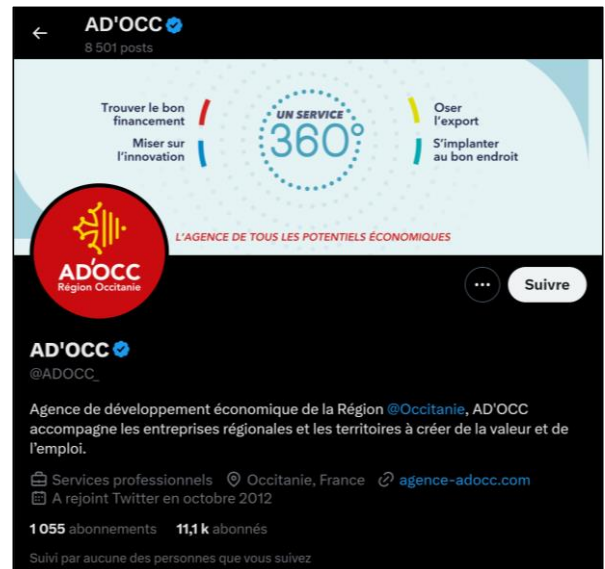 AD'OCC
8 501 posts
Trouver le bon
financement
Miser sur
l'innovation
UN SERVICE
360°
Oser
l'export
S'implanter
au bon endroit
L'AGENCE DE TOUS LES POTENTIELS ÉCONOMIQUES
AD'OCC
Région Occitanie
Suivre
AD'OCC
@ADOCC_
Agence de développement économique de la Région @Occitanie, AD'OCC
accompagne les entreprises régionales et les territoires à créer de la valeur et de
l'emploi.
Services professionnels Occitanie, France agence-adocc.com
A rejoint Twitter en octobre 2012
1 055 abonnements 11,1 k abonnés
Suivi par aucune des personnes que vous suivez